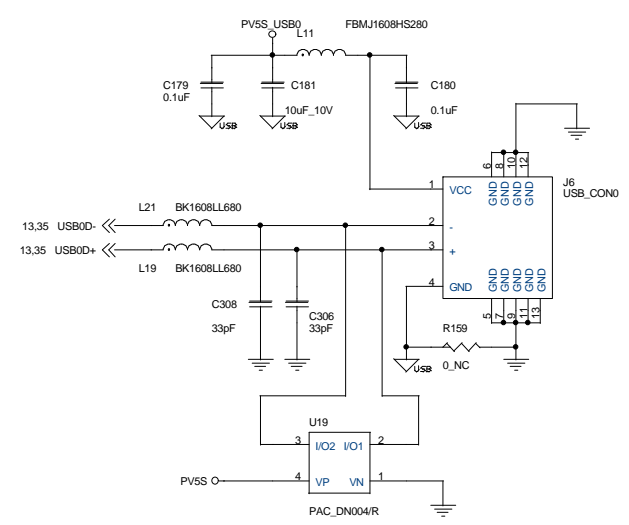 PV5S_USB0
L11
FBMJ1608HS280
C179
0.1uF
C181
10uF_10V
C180
0.1uF
USB
USB
USB
6
8
10
12
J6
USB_CON0
GND
GND
GND
GND
1
VCC
L21
BK1608LL680
13,35 USB0D-
2
-
13,35 USB0D+
3
+
L19
BK1608LL680
4
GND
GND
GND
GND
GND
GND
C308
33pF
C306
33pF
5
7
9
11
13
R159
USB
0_NC
U19
3
I/O2
I/O1
2
PV5S
4
VP
VN
1
PAC_DN004/R